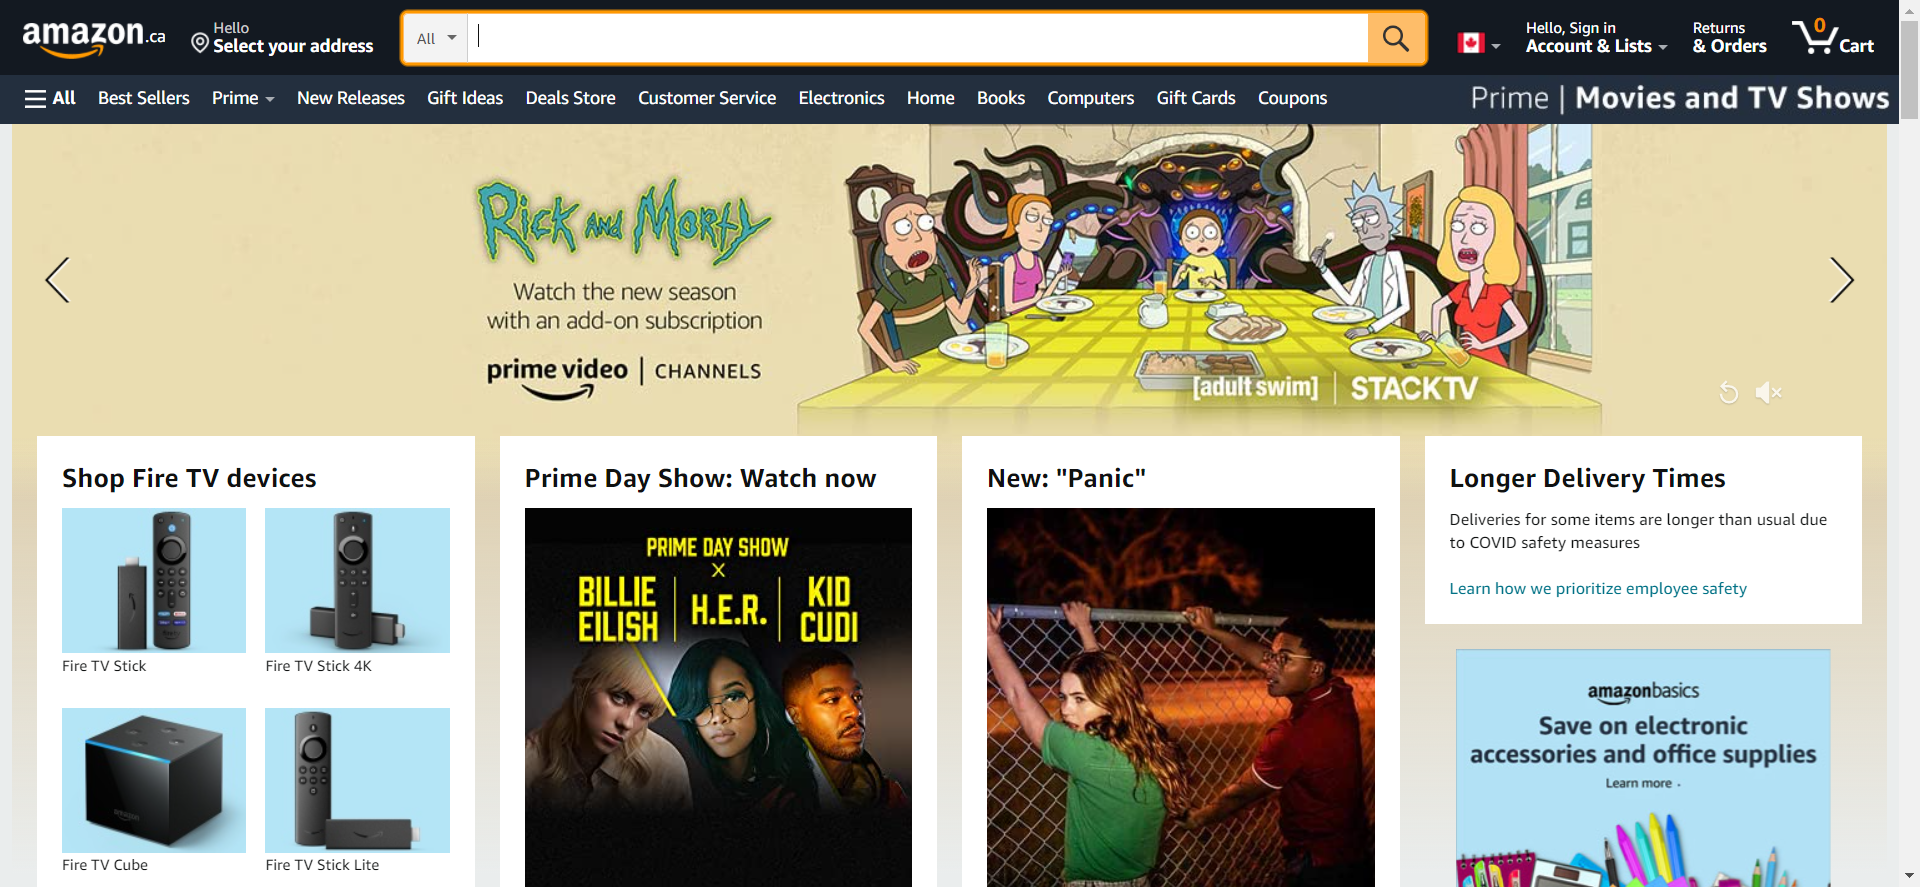 amazon.ca
Hello
Select your address
All
Hello, Sign in
Account & Lists
Returns
& Orders
0
Cart
All
Best Sellers
Prime
New Releases
Gift Ideas
Deals Store
Customer Service
Electronics
Home
Books
Computers
Gift Cards
Coupons
Prime | Movies and TV Shows
Rick and Morty
Watch the new season
with an add-on subscription
prime video | CHANNELS
[adult swim] | STACKTV
Shop Fire TV devices
Fire TV Stick
Fire TV Stick 4K
Fire TV Cube
Fire TV Stick Lite
Prime Day Show: Watch now
PRIME DAY SHOW
X
BILLIE EILISH | H.E.R. | KID CUDI
New: "Panic"
Longer Delivery Times
Deliveries for some items are longer than usual due
to COVID safety measures
Learn how we prioritize employee safety
amazonbasics
Save on electronic
accessories and office supplies
Learn more